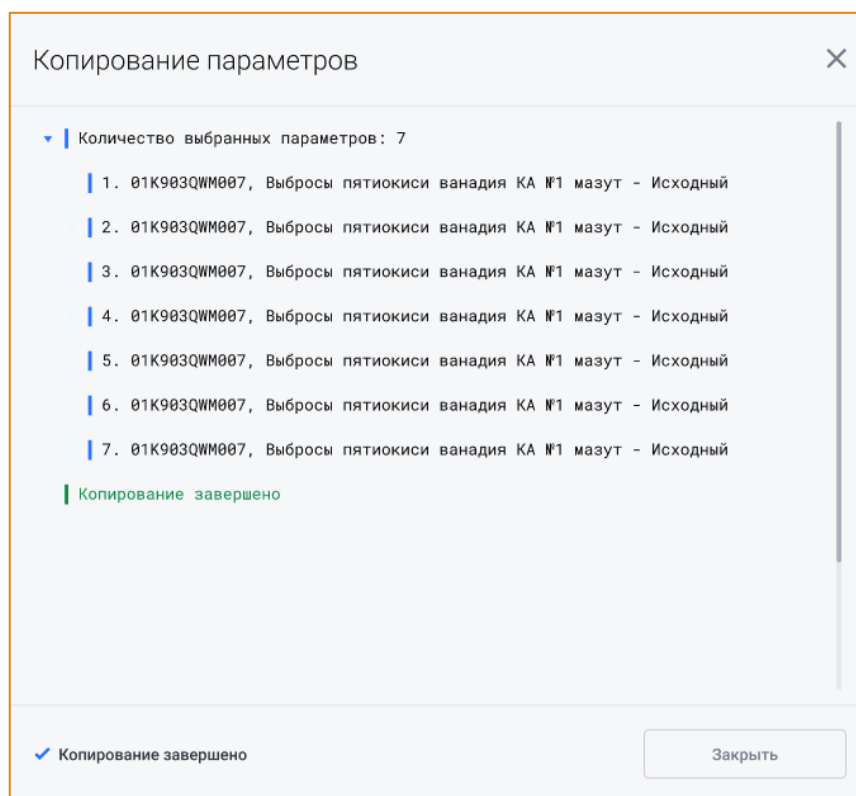 Копирование параметров
Количество выбранных параметров: 7
1. 01K903QWM007, Выбросы пятиокиси ванадия КА №1 мазут - Исходный
2. 01K903QWM007, Выбросы пятиокиси ванадия КА №1 мазут - Исходный
3. 01K903QWM007, Выбросы пятиокиси ванадия КА №1 мазут - Исходный
4. 01K903QWM007, Выбросы пятиокиси ванадия КА №1 мазут - Исходный
5. 01K903QWM007, Выбросы пятиокиси ванадия КА №1 мазут - Исходный
6. 01K903QWM007, Выбросы пятиокиси ванадия КА №1 мазут - Исходный
7. 01K903QWM007, Выбросы пятиокиси ванадия КА №1 мазут - Исходный
Копирование завершено
Копирование завершено
Закрыть